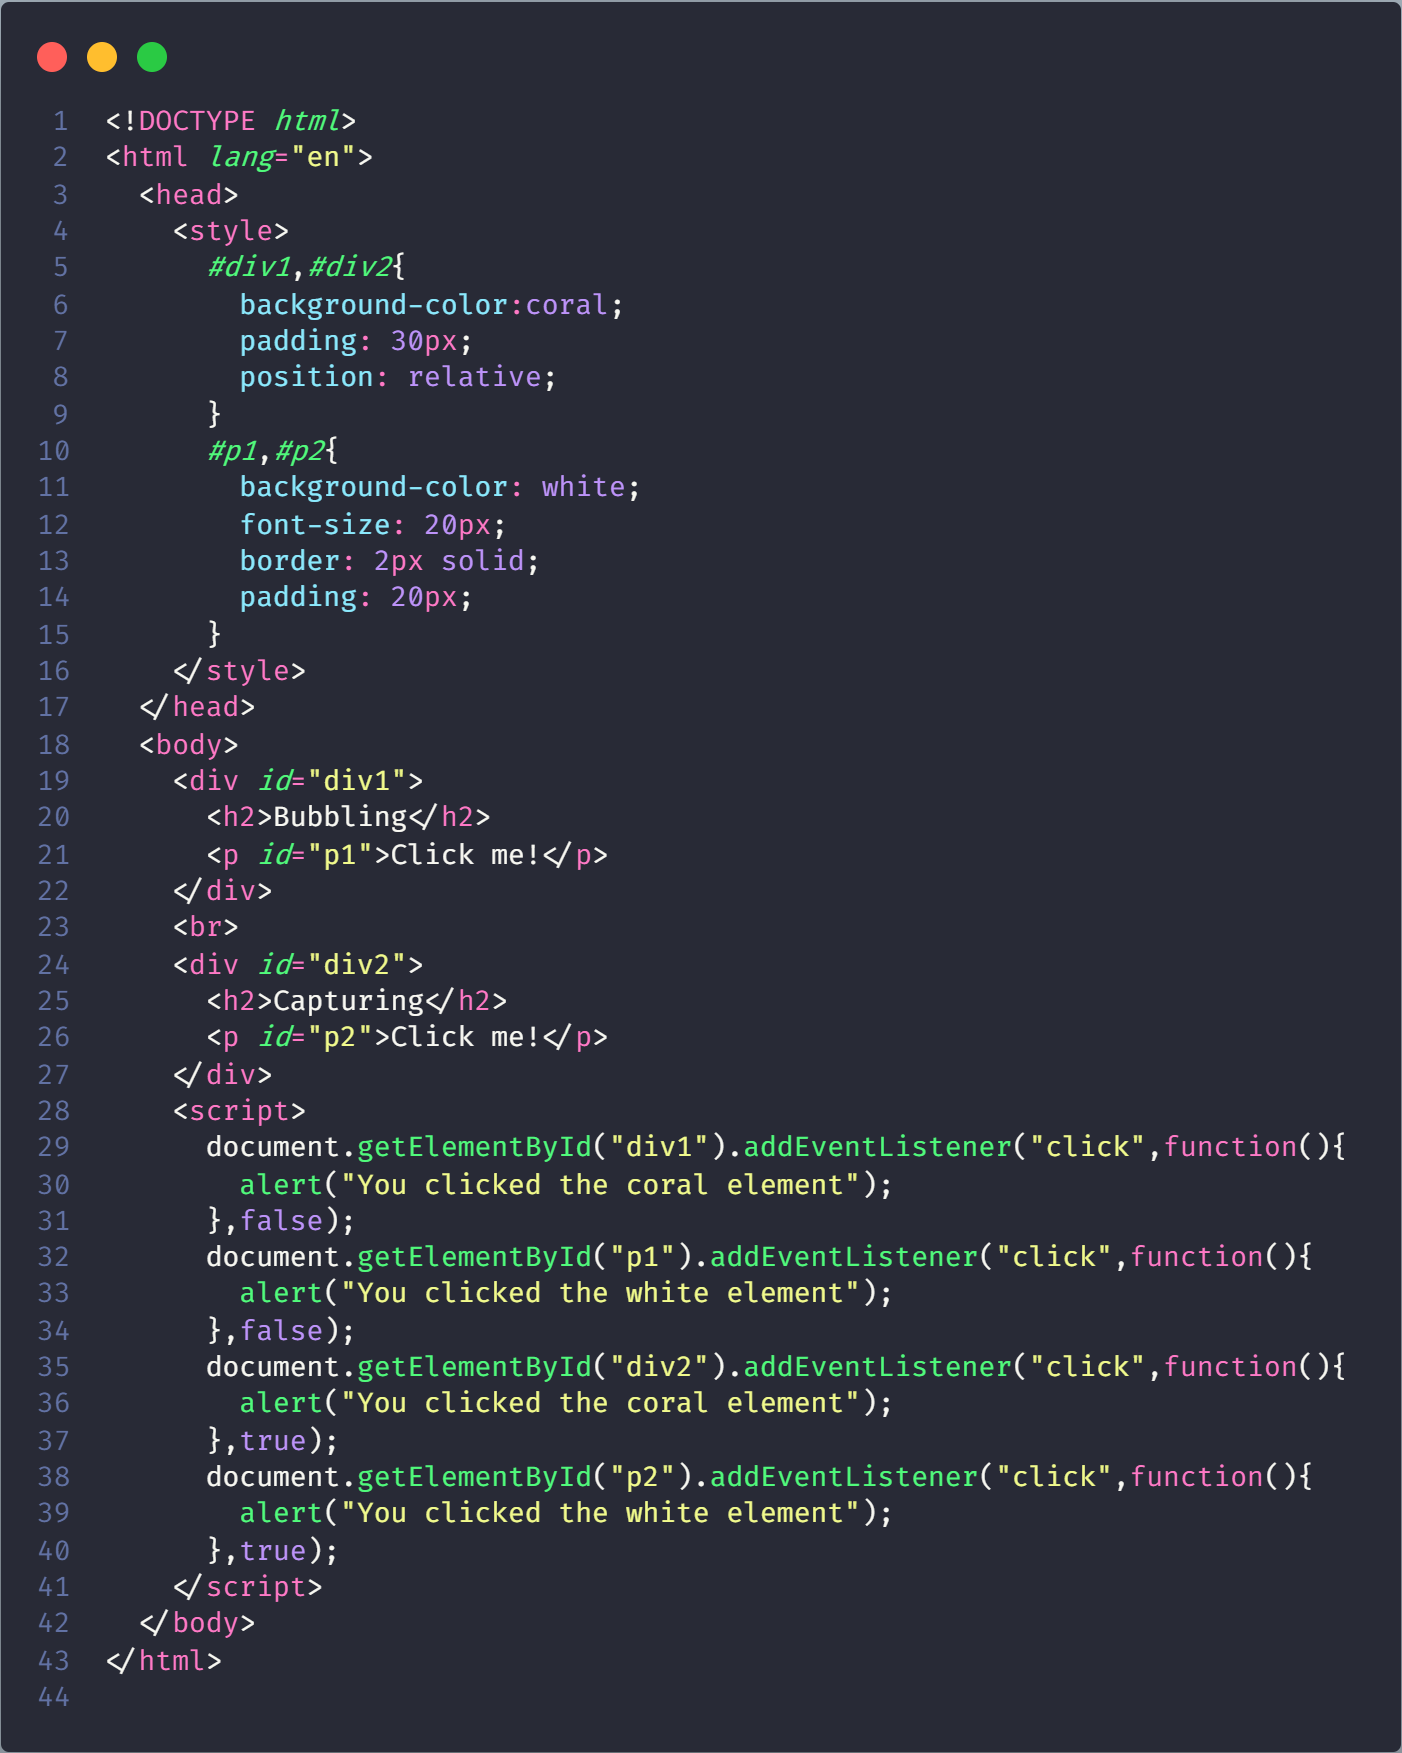 1 <!DOCTYPE html>
2 <html lang="en">
3   <head>
4     <style>
5       #div1,#div2{
6         background-color:coral;
7         padding: 30px;
8         position: relative;
9       }
10       #p1,#p2{
11         background-color: white;
12         font-size: 20px;
13         border: 2px solid;
14         padding: 20px;
15       }
16     </style>
17   </head>
18   <body>
19     <div id="div1">
20       <h2>Bubbling</h2>
21       <p id="p1">Click me!</p>
22     </div>
23     <br>
24     <div id="div2">
25       <h2>Capturing</h2>
26       <p id="p2">Click me!</p>
27     </div>
28     <script>
29       document.getElementById("div1").addEventListener("click",function(){
30         alert("You clicked the coral element");
31       },false);
32       document.getElementById("p1").addEventListener("click",function(){
33         alert("You clicked the white element");
34       },false);
35       document.getElementById("div2").addEventListener("click",function(){
36         alert("You clicked the coral element");
37       },true);
38       document.getElementById("p2").addEventListener("click",function(){
39         alert("You clicked the white element");
40       },true);
41     </script>
42   </body>
43 </html>
44